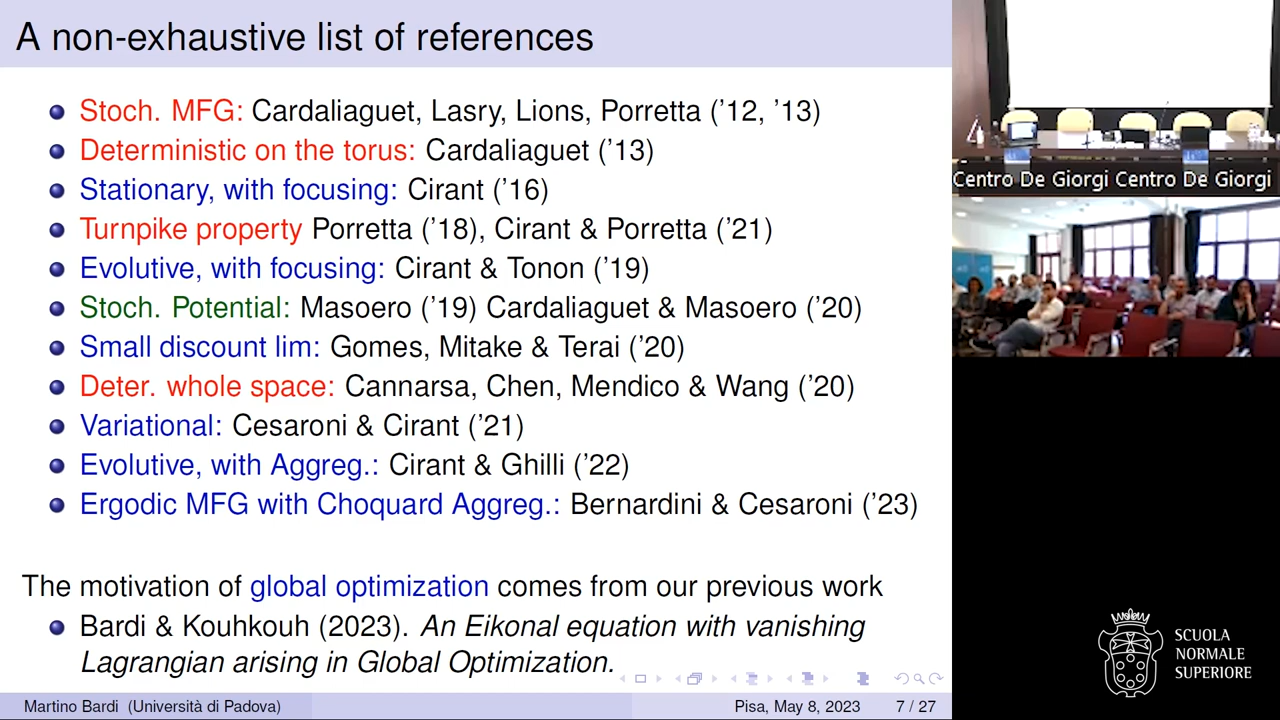 A non-exhaustive list of references
Stoch. MFG: Cardaliaguet, Lasry, Lions, Porretta ('12, '13)
Deterministic on the torus: Cardaliaguet ('13)
Stationary, with focusing: Cirant ('16)
Turnpike property Porretta ('18), Cirant & Porretta ('21)
Evolutive, with focusing: Cirant & Tonon ('19)
Stoch. Potential: Masoero ('19) Cardaliaguet & Masoero ('20)
Small discount lim: Gomes, Mitake & Terai ('20)
Deter. whole space: Cannarsa, Chen, Mendico & Wang ('20)
Variational: Cesaroni & Cirant ('21)
Evolutive, with Aggreg.: Cirant & Ghilli ('22)
Ergodic MFG with Choquard Aggreg.: Bernardini & Cesaroni ('23)
The motivation of global optimization comes from our previous work
Bardi & Kouhkouh (2023). An Eikonal equation with vanishing
Lagrangian arising in Global Optimization.
Martino Bardi (Università di Padova)
Pisa, May 8, 2023
7 / 27
Centro De Giorgi Centro De Giorgi
SCUOLA
NORMALE
SUPERIORE